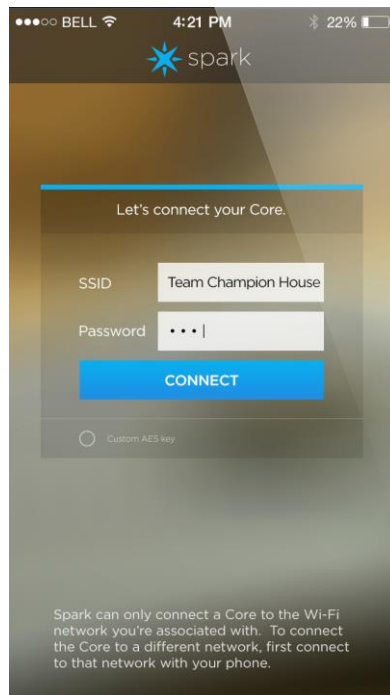 BELL 4:21 PM 22%
spark
Let's connect your Core.
SSID Team Champion House
Password • • • |
CONNECT
Custom AES key
Spark can only connect a Core to the Wi-Fi
network you're associated with. To connect
the Core to a different network, first connect
to that network with your phone.